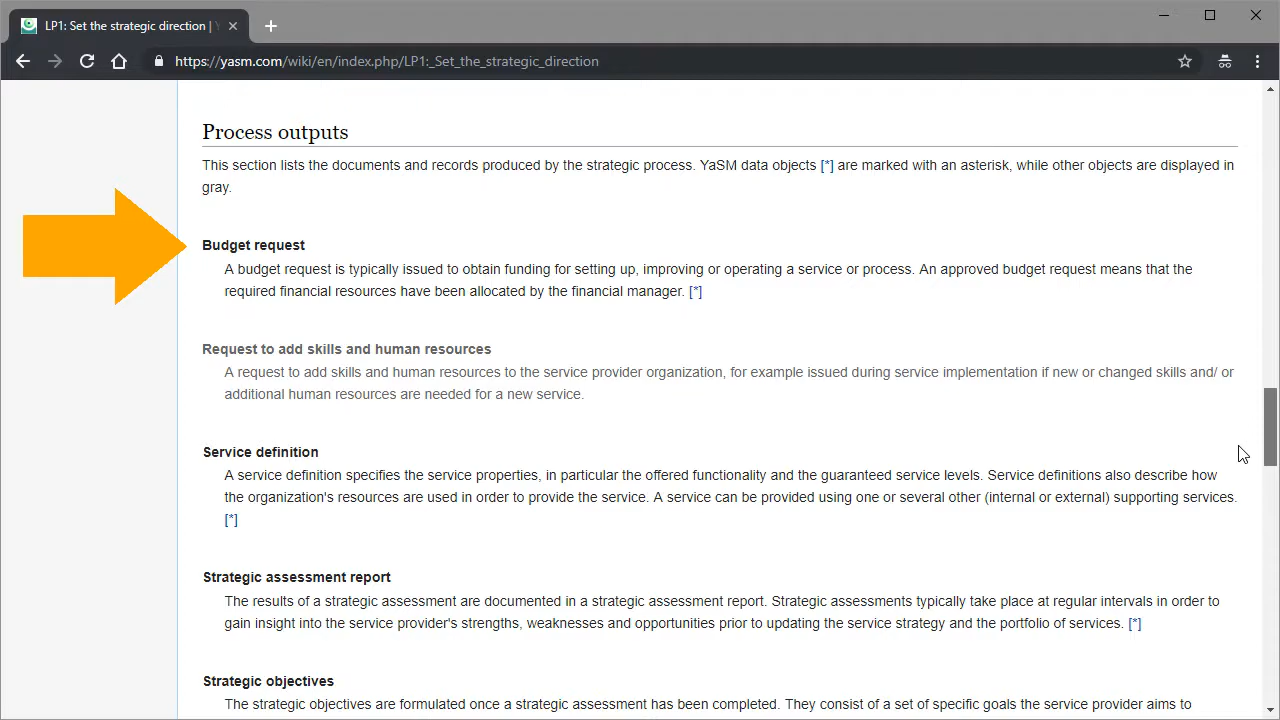 LP1: Set the strategic direction |
https://yasm.com/wiki/en/index.php/LP1:_Set_the_strategic_direction
Process outputs
This section lists the documents and records produced by the strategic process. YaSM data objects [*] are marked with an asterisk, while other objects are displayed in
gray.
Budget request
A budget request is typically issued to obtain funding for setting up, improving or operating a service or process. An approved budget request means that the
required financial resources have been allocated by the financial manager. [*]
Request to add skills and human resources
A request to add skills and human resources to the service provider organization, for example issued during service implementation if new or changed skills and/ or
additional human resources are needed for a new service.
Service definition
A service definition specifies the service properties, in particular the offered functionality and the guaranteed service levels. Service definitions also describe how
the organization's resources are used in order to provide the service. A service can be provided using one or several other (internal or external) supporting services.
[*]
Strategic assessment report
The results of a strategic assessment are documented in a strategic assessment report. Strategic assessments typically take place at regular intervals in order to
gain insight into the service provider's strengths, weaknesses and opportunities prior to updating the service strategy and the portfolio of services. [*]
Strategic objectives
The strategic objectives are formulated once a strategic assessment has been completed. They consist of a set of specific goals the service provider aims to